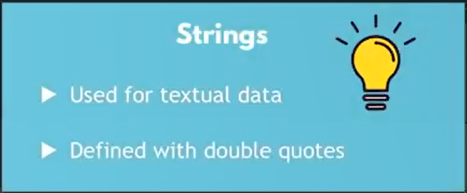 Strings
Used for textual data
Defined with double quotes